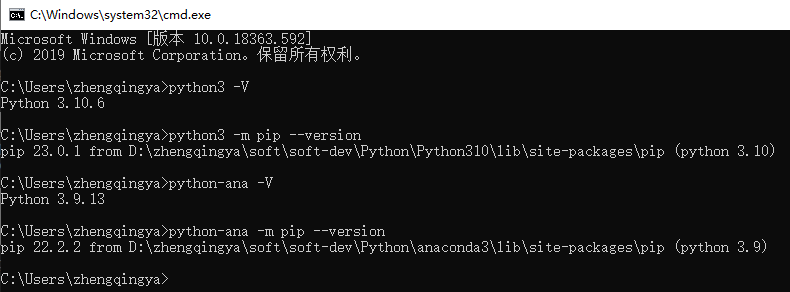 C:\Windows\system32\cmd.exe
Microsoft Windows [版本 10.0.18363.592]
(c) 2019 Microsoft Corporation。保留所有权利。
C:\Users\zhengqingya>python3 -V
Python 3.10.6
C:\Users\zhengqingya>python3 -m pip --version
pip 23.0.1 from D:\zhengqingya\soft\soft-dev\Python\Python310\lib\site-packages\pip (python 3.10)
C:\Users\zhengqingya>python-ana -V
Python 3.9.13
C:\Users\zhengqingya>python-ana -m pip --version
pip 22.2.2 from D:\zhengqingya\soft\soft-dev\Python\anaconda3\lib\site-packages\pip (python 3.9)
C:\Users\zhengqingya>